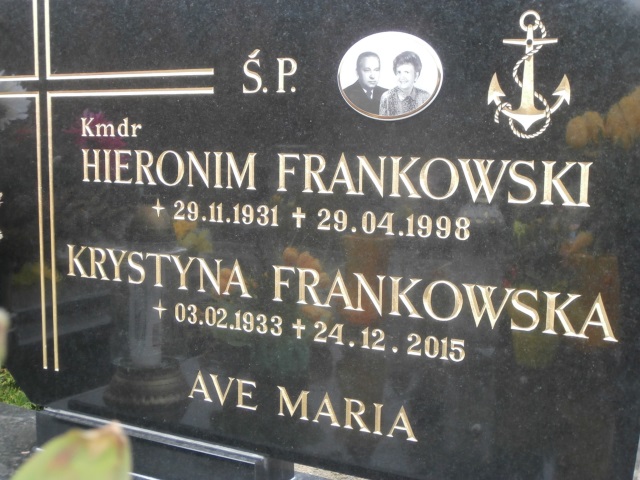 Ś.P.
Kmdr
HIERONIM FRANKOWSKI
+ 29.11.1931 ✝ 29.04.1998
KRYSTYNA FRANKOWSKA
+ 03.02.1933 ✝ 24.12.2015
AVE MARIA